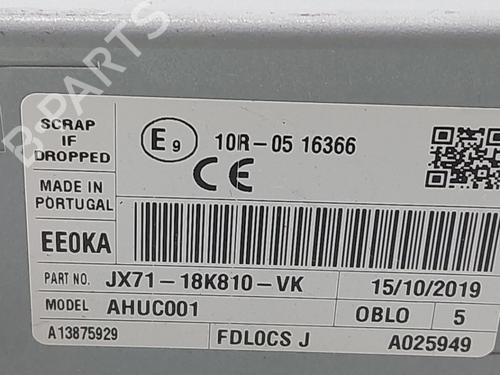 SCRAP
IF
DROPPED
E9
10R-05 16366
CE
MADE IN
PORTUGAL
EE0KA
PART NO. JX71-18K810-VK
15/10/2019
MODEL AHUC001
OBLO 5
A13875929
FDLOCS J
A025949
B-PARTS